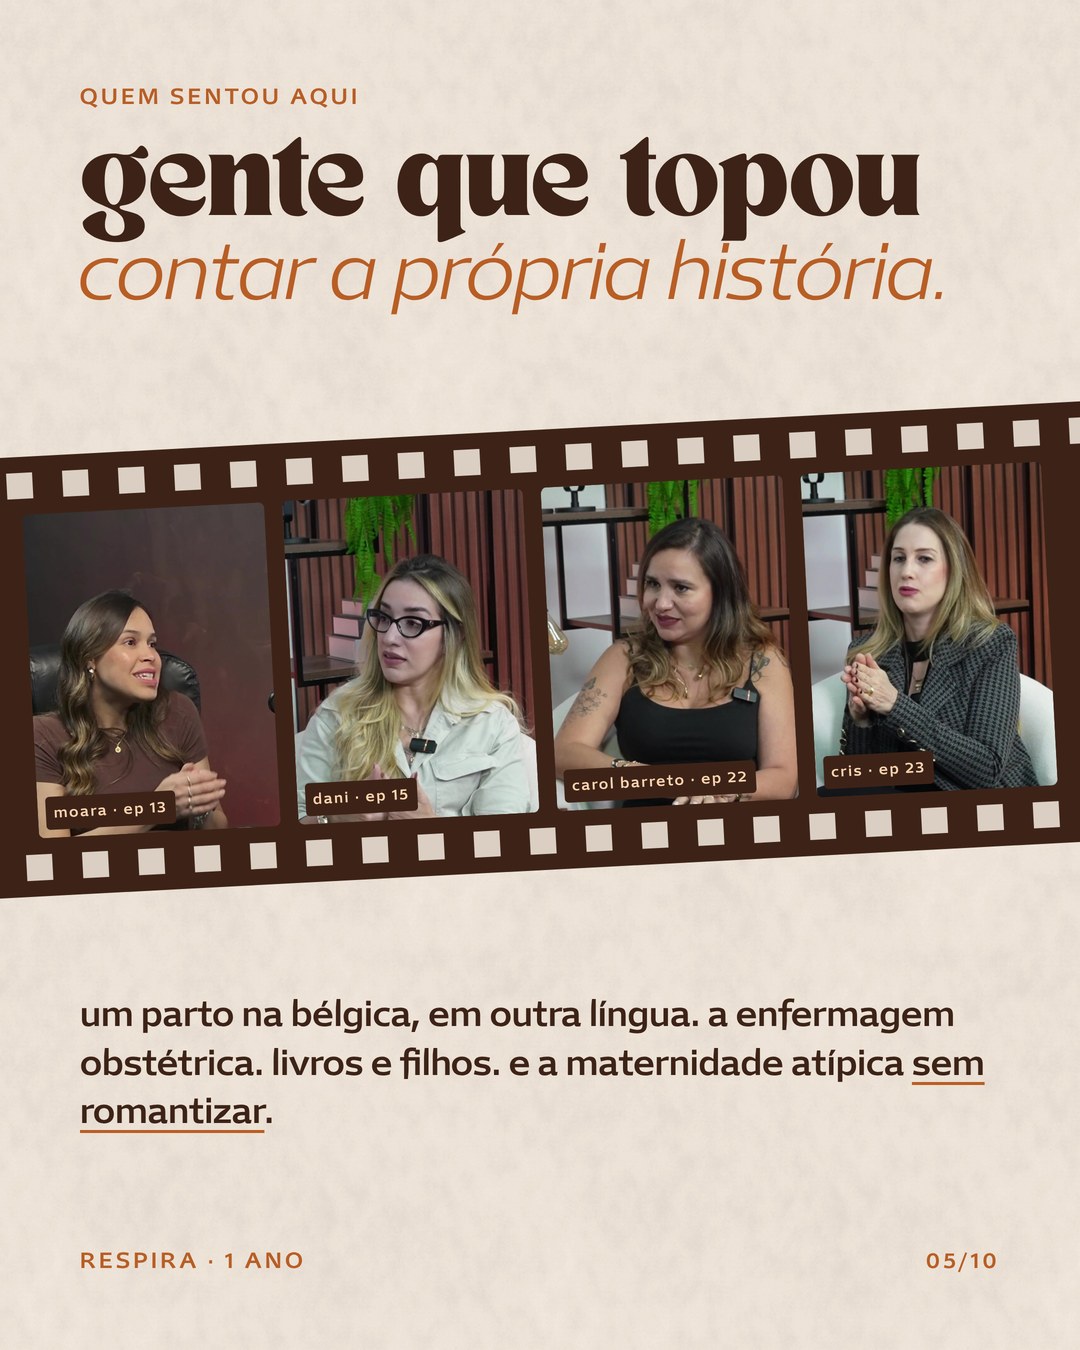 QUEM SENTOU AQUI
gente que topou
contar a própria história.
moara · ep 13
dani · ep 15
carol barreto · ep 22
cris · ep 23
um parto na bélgica, em outra língua. a enfermagem
obstétrica. livros e filhos. e a maternidade atípica sem
romantizar.
RESPIRA · 1 ANO
05/10